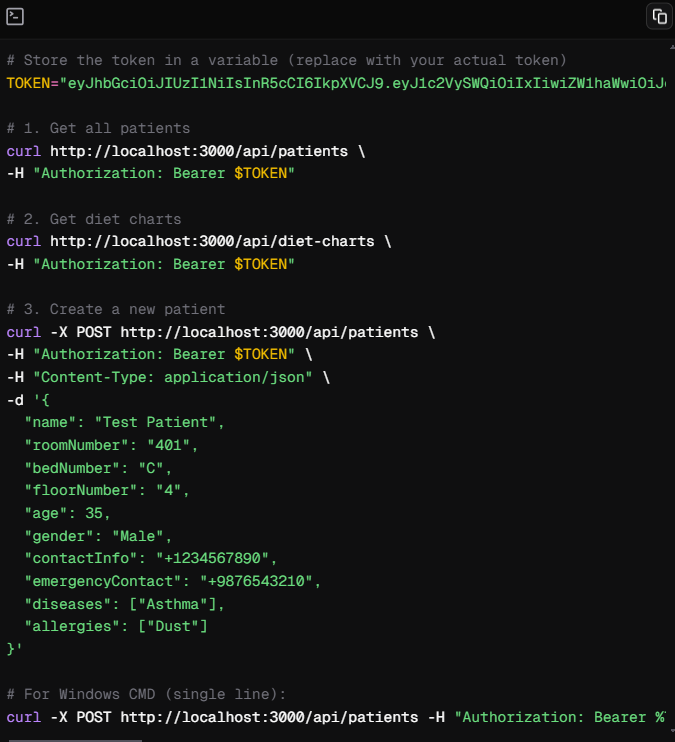 # Store the token in a variable (replace with your actual token)
TOKEN="eyJhbGciOiJIUzI1NiIsInR5cCI6IkpXVCJ9.eyJ1c2VySWQiOiIxIiwiZW1haWwiOiJ
# 1. Get all patients
curl http://localhost:3000/api/patients \
-H "Authorization: Bearer $TOKEN"
# 2. Get diet charts
curl http://localhost:3000/api/diet-charts \
-H "Authorization: Bearer $TOKEN"
# 3. Create a new patient
curl -X POST http://localhost:3000/api/patients \
-H "Authorization: Bearer $TOKEN" \
-H "Content-Type: application/json" \
-d '{
  "name": "Test Patient",
  "roomNumber": "401",
  "bedNumber": "C",
  "floorNumber": "4",
  "age": 35,
  "gender": "Male",
  "contactInfo": "+1234567890",
  "emergencyContact": "+9876543210",
  "diseases": ["Asthma"],
  "allergies": ["Dust"]
}'
# For Windows CMD (single line):
curl -X POST http://localhost:3000/api/patients -H "Authorization: Bearer %